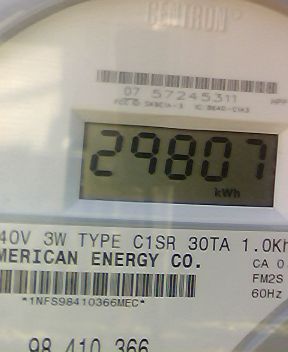 CENTRON®
07 57245311
29807
kWh
40V 3W TYPE C1SR 30TA 1.0Kh
MERICAN ENERGY CO.
CA 0
FM2S
60Hz
*1NFS98410366MEC*
98 410 366